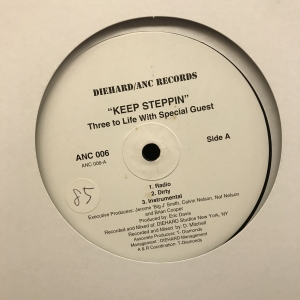 DIEHARD/ANC RECORDS
"KEEP STEPPIN"
Three to Life With Special Guest
ANC 006
Side A
ANC 006-A
1. Radio
2. Dirty
3. Instrumental
85
Executive Producers: Jerome "Big J" Smith, Calvin Nelson, Nat Nelson
and Brian Cooper
Produced by: Eric Davis
Recorded and Mixed at: DIEHARD Studios New York, NY
Recorded and Mixed by: D. Mitchell
Associate Producers: T. Diamonds
Management: DIEHARD Management
A & R Coordination: T. Diamonds